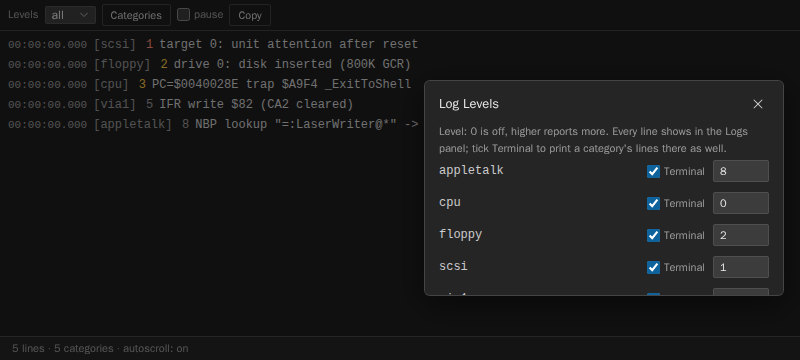 Levels all Categories pause Copy
00:00:00.000 [scsi] 1 target 0: unit attention after reset
00:00:00.000 [floppy] 2 drive 0: disk inserted (800K GCR)
00:00:00.000 [cpu] 3 PC=$0040028E trap $A9F4 _ExitToShell
00:00:00.000 [via1] 5 IFR write $82 (CA2 cleared)
00:00:00.000 [appletalk] 8 NBP lookup "=:LaserWriter@*" ->
Log Levels
Level: 0 is off, higher reports more. Every line shows in the Logs
panel; tick Terminal to print a category's lines there as well.
appletalk Terminal 8
cpu Terminal 0
floppy Terminal 2
scsi Terminal 1
5 lines · 5 categories · autoscroll: on